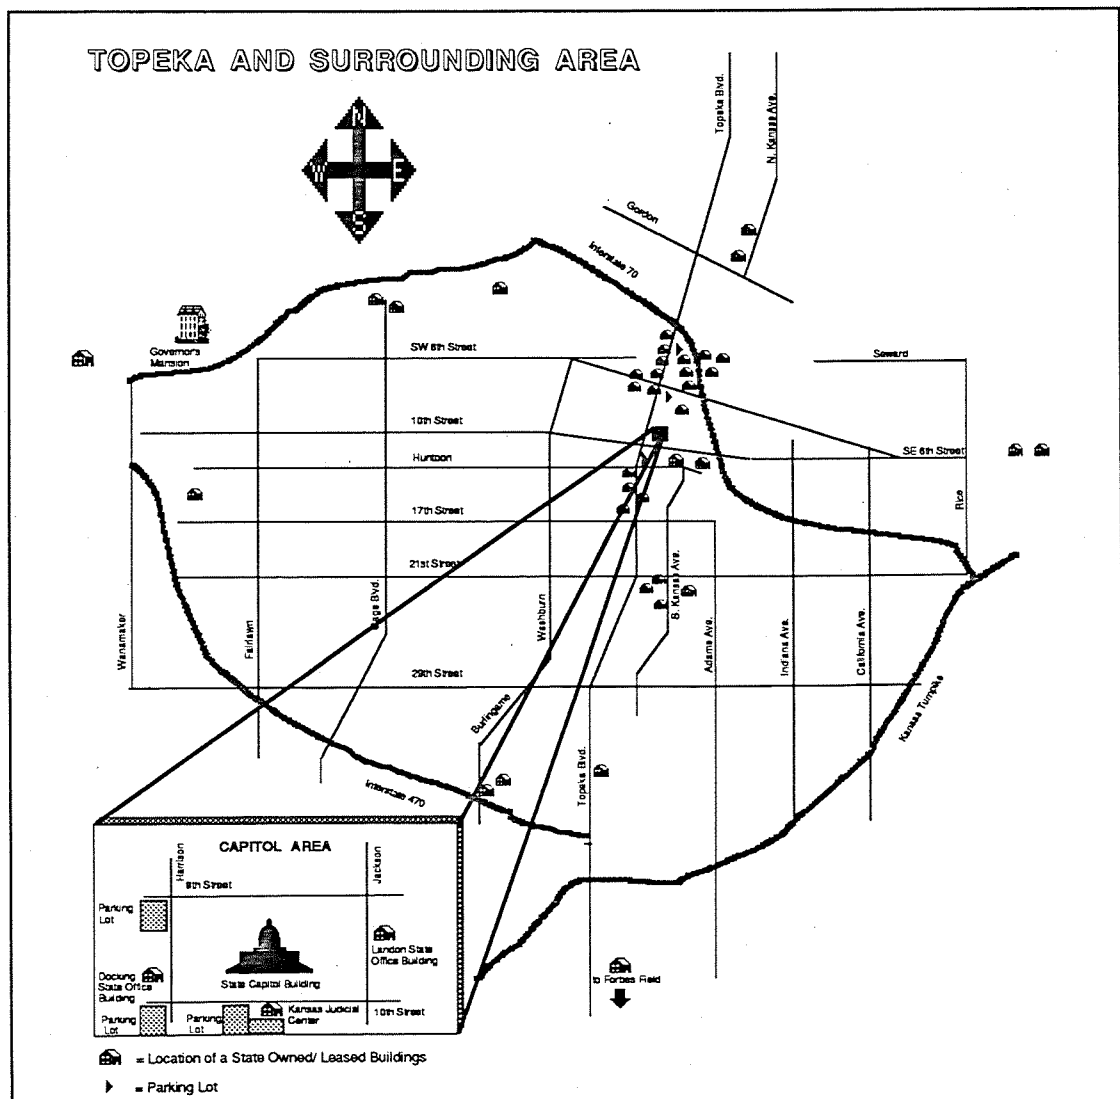 TOPEKA AND SURROUNDING AREA
N
W
E
S
Topeka Blvd.
N. Kansas Ave.
Gordon
Interstate 70
Governor's
Mansion
SW 6th Street
Seward
10th Street
Huntoon
SE 6th Street
17th Street
Rice
21st Street
Wanamaker
Fairlawn
Gage Blvd.
Washburn
S. Kansas Ave.
Adams Ave.
Indiana Ave.
California Ave.
29th Street
Burlingame
Kansas Turnpike
Topeka Blvd.
Interstate 470
CAPITOL AREA
Harrison
Jackson
8th Street
Parking
Lot
Landon State
Office Building
Docking
State Office
Building
State Capitol Building
Parking
Lot
Parking
Lot
Kansas Judicial
Center
10th Street
to Forbes Field
= Location of a State Owned/ Leased Buildings
= Parking Lot